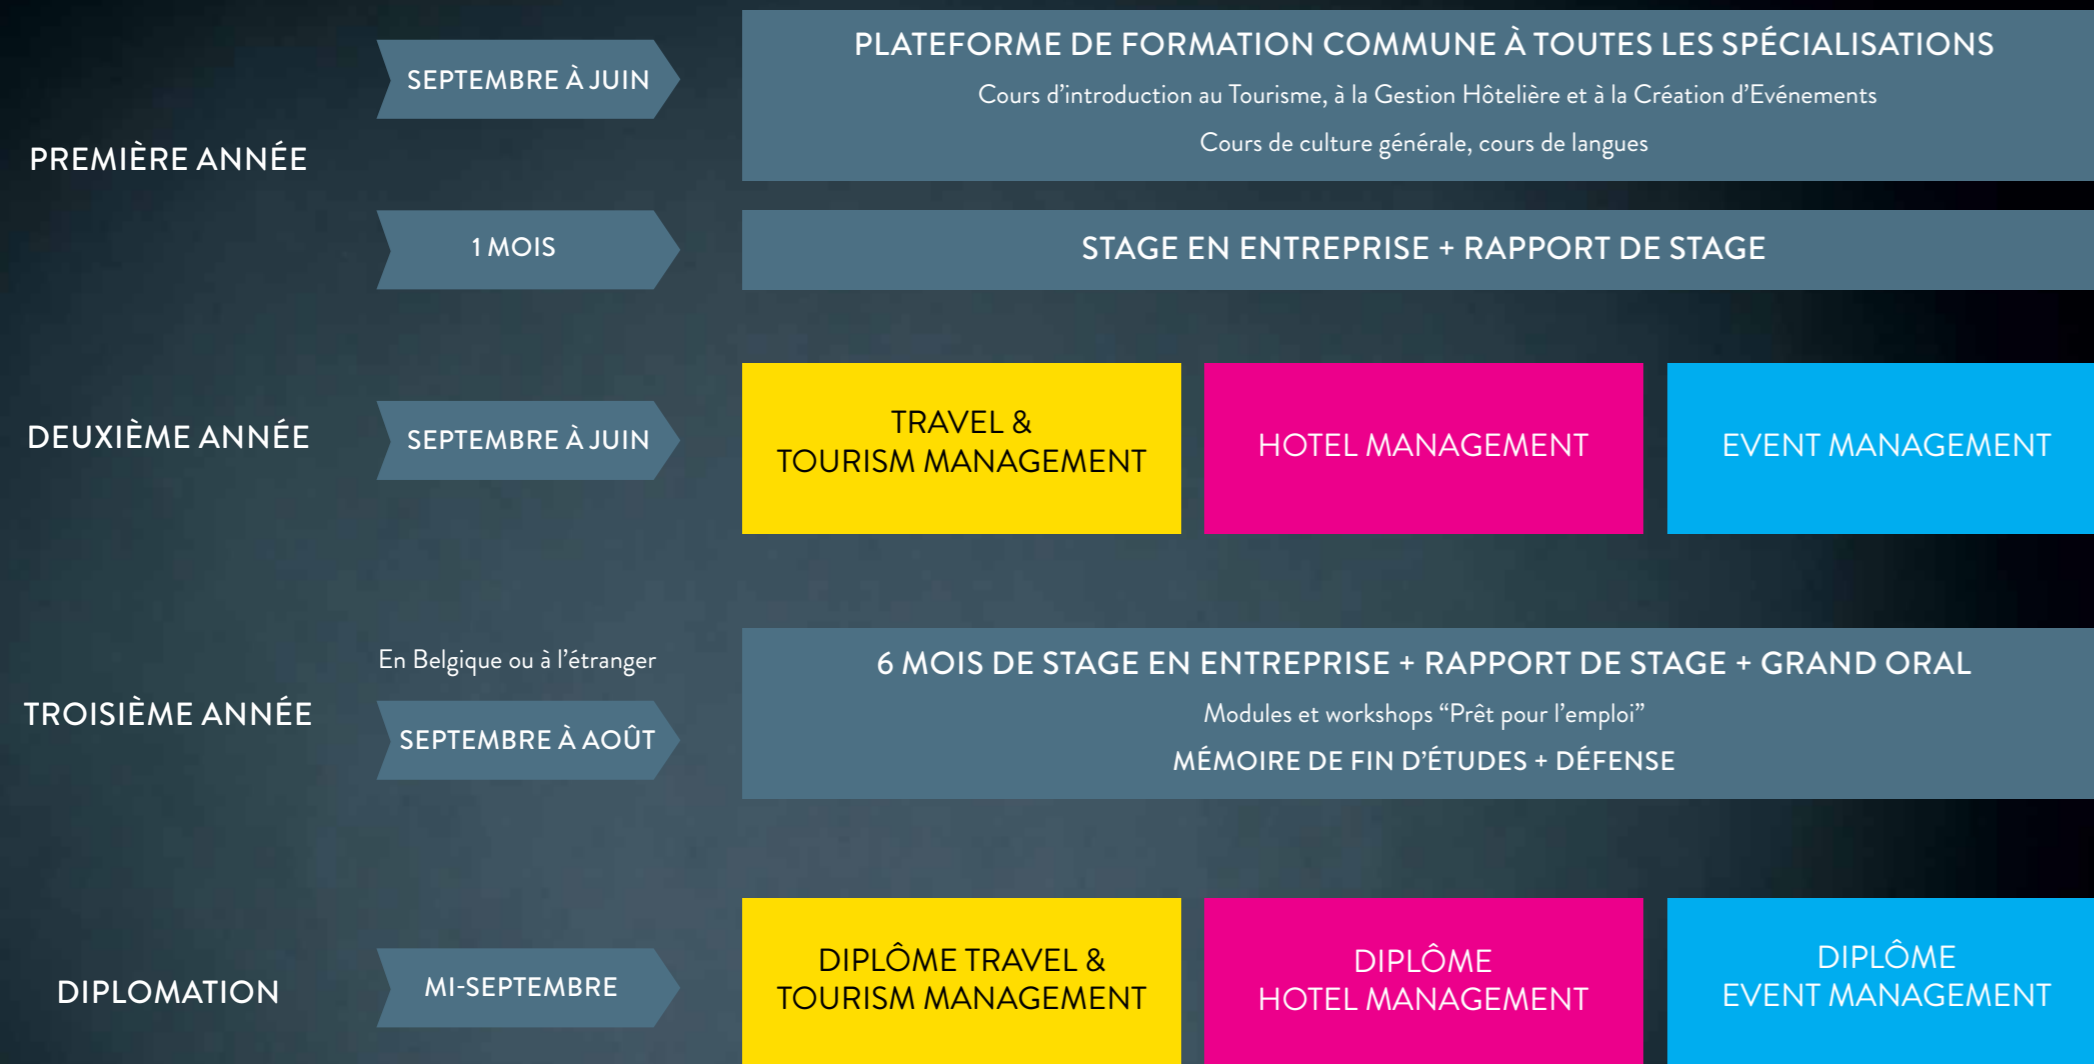 PREMIÈRE ANNÉE
SEPTEMBRE À JUIN
PLATEFORME DE FORMATION COMMUNE À TOUTES LES SPÉCIALISATIONS
Cours d'introduction au Tourisme, à la Gestion Hôtelière et à la Création d'Evénements
Cours de culture générale, cours de langues
1 MOIS
STAGE EN ENTREPRISE + RAPPORT DE STAGE
DEUXIÈME ANNÉE
SEPTEMBRE À JUIN
TRAVEL &
TOURISM MANAGEMENT
HOTEL MANAGEMENT
EVENT MANAGEMENT
TROISIÈME ANNÉE
En Belgique ou à l'étranger
SEPTEMBRE À AOÛT
6 MOIS DE STAGE EN ENTREPRISE + RAPPORT DE STAGE + GRAND ORAL
Modules et workshops “Prêt pour l'emploi”
MÉMOIRE DE FIN D'ÉTUDES + DÉFENSE
DIPLOMATION
MI-SEPTEMBRE
DIPLÔME TRAVEL &
TOURISM MANAGEMENT
DIPLÔME
HOTEL MANAGEMENT
DIPLÔME
EVENT MANAGEMENT